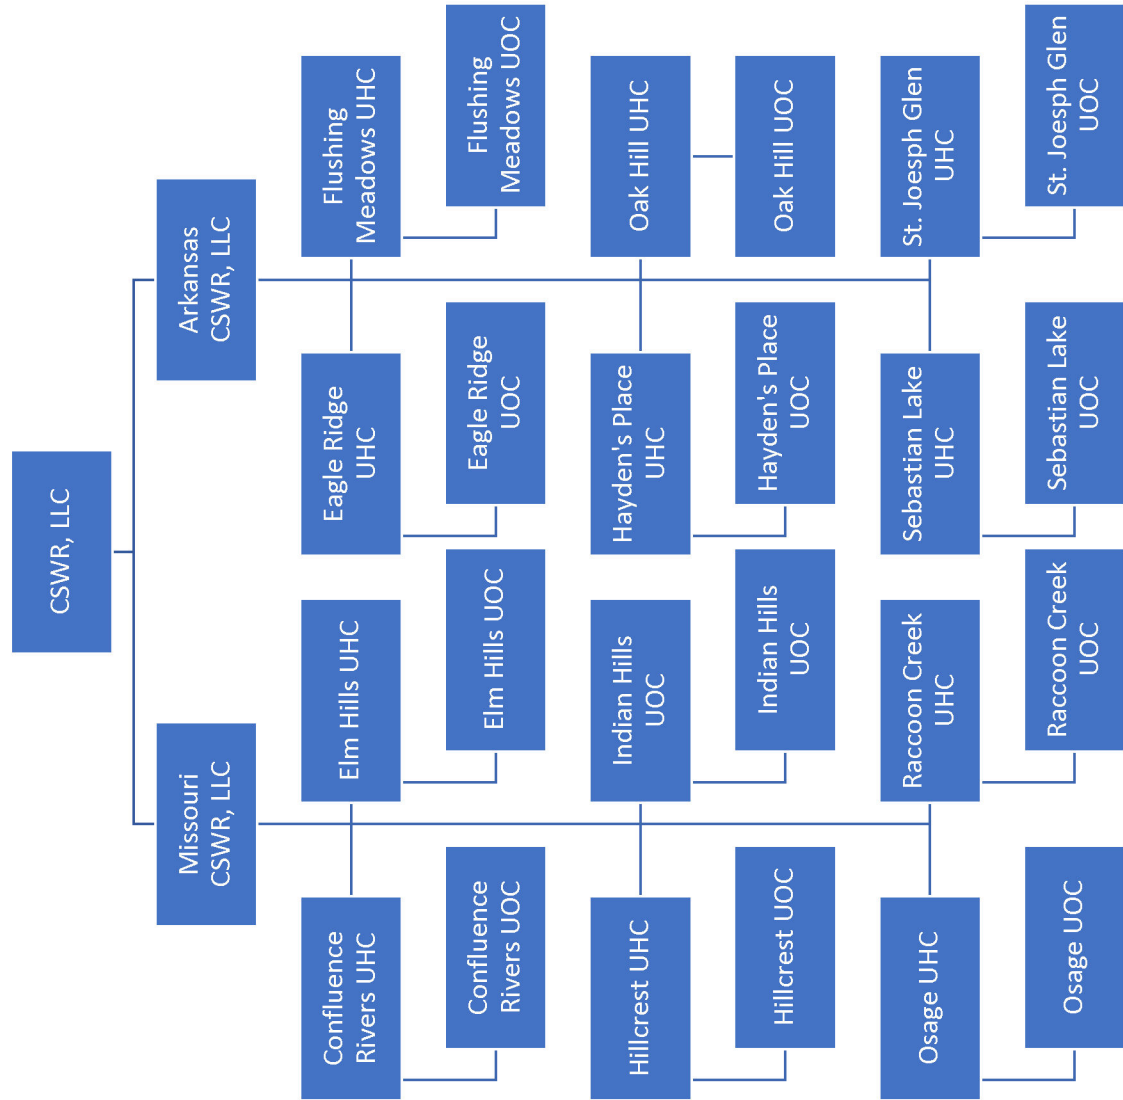 CSWR, LLC
Missouri
CSWR, LLC
Arkansas
CSWR, LLC
Confluence
Rivers UHC
Elm Hills UHC
Eagle Ridge
UHC
Flushing
Meadows UHC
Confluence
Rivers UOC
Elm Hills UOC
Eagle Ridge
UOC
Flushing
Meadows UOC
Hillcrest UHC
Indian Hills
UOC
Hayden's Place
UHC
Oak Hill UHC
Hillcrest UOC
Indian Hills
UOC
Hayden's Place
UOC
Oak Hill UOC
Osage UHC
Raccoon Creek
UHC
Sebastian Lake
UHC
St. Joesph Glen
UHC
Osage UOC
Raccoon Creek
UOC
Sebastian Lake
UOC
St. Joesph Glen
UOC